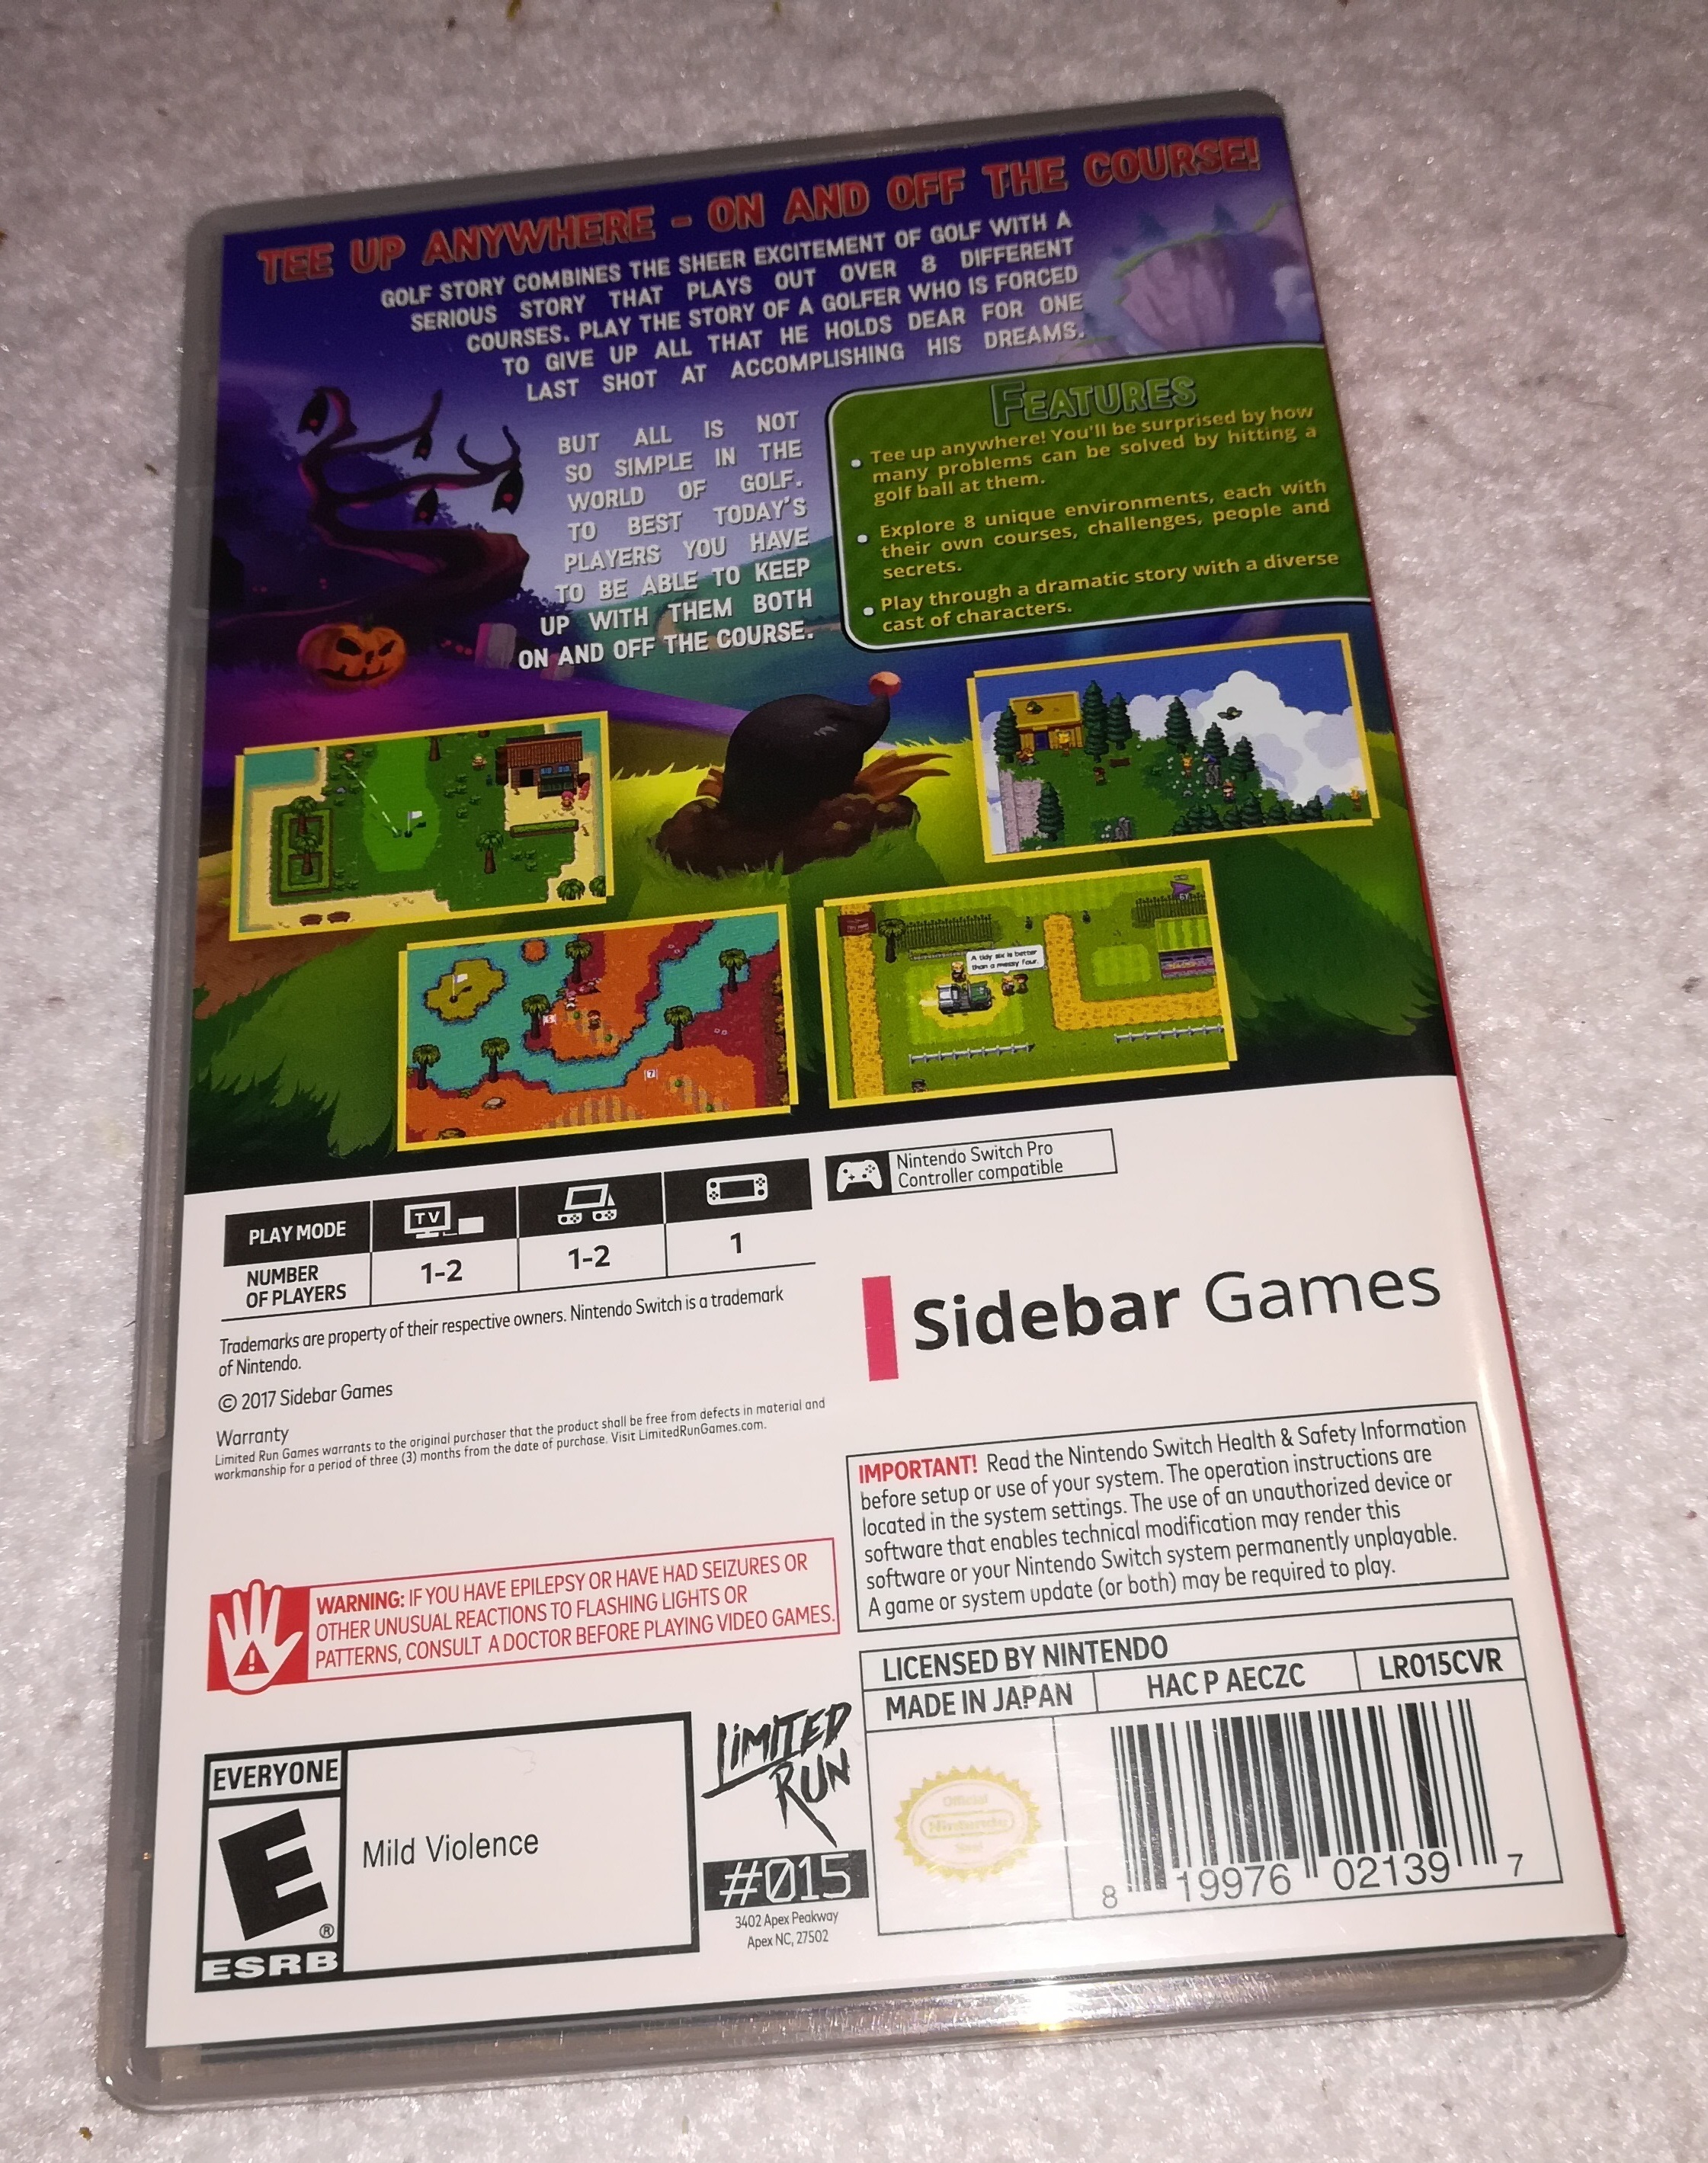 TEE UP ANYWHERE - ON AND OFF THE COURSE!
GOLF STORY COMBINES THE SHEER EXCITEMENT OF GOLF WITH A
SERIOUS STORY THAT PLAYS OUT OVER 8 DIFFERENT
COURSES. PLAY THE STORY OF A GOLFER WHO IS FORCED
TO GIVE UP ALL THAT HE HOLDS DEAR FOR ONE
LAST SHOT AT ACCOMPLISHING HIS DREAMS.
BUT ALL IS NOT
SO SIMPLE IN THE
WORLD OF GOLF.
TO BEST TODAY'S
PLAYERS YOU HAVE
TO BE ABLE TO KEEP
UP WITH THEM BOTH
ON AND OFF THE COURSE.
FEATURES
• Tee up anywhere! You'll be surprised by how
many problems can be solved by hitting a
golf ball at them.
• Explore 8 unique environments, each with
their own courses, challenges, people and
secrets.
• Play through a dramatic story with a diverse
cast of characters.
A tidy six is better
than a messy four.
PLAY MODE
TV
NUMBER
OF PLAYERS
1-2
1-2
1
Nintendo Switch Pro
Controller compatible
Trademarks are property of their respective owners. Nintendo Switch is a trademark
of Nintendo.
© 2017 Sidebar Games
Warranty
Limited Run Games warrants to the original purchaser that the product shall be free from defects in material and
workmanship for a period of three (3) months from the date of purchase. Visit LimitedRunGames.com.
Sidebar Games
IMPORTANT! Read the Nintendo Switch Health & Safety Information
before setup or use of your system. The operation instructions are
located in the system settings. The use of an unauthorized device or
software that enables technical modification may render this
software or your Nintendo Switch system permanently unplayable.
A game or system update (or both) may be required to play.
WARNING: IF YOU HAVE EPILEPSY OR HAVE HAD SEIZURES OR
OTHER UNUSUAL REACTIONS TO FLASHING LIGHTS OR
PATTERNS, CONSULT A DOCTOR BEFORE PLAYING VIDEO GAMES.
LICENSED BY NINTENDO
MADE IN JAPAN
HAC P AECZC
LR015CVR
EVERYONE
E
®
ESRB
Mild Violence
LIMITED
RUN
#015
3402 Apex Peakway
Apex NC, 27502
Official
Nintendo
Seal
8 19976 02139 7